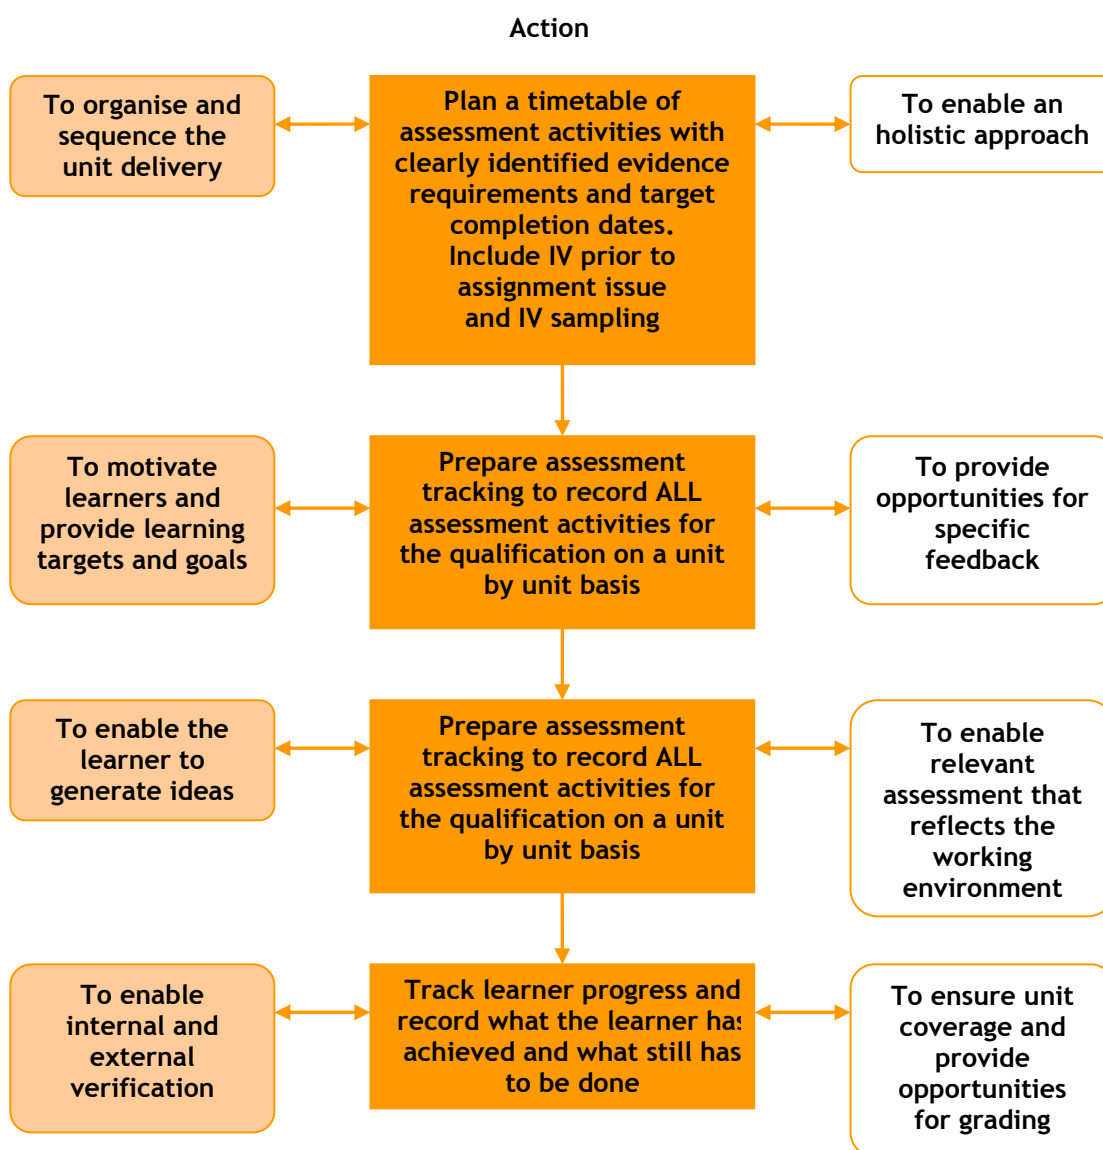 Action
To organise and
sequence the
unit delivery
Plan a timetable of
assessment activities with
clearly identified evidence
requirements and target
completion dates.
Include IV prior to
assignment issue
and IV sampling
To enable an
holistic approach
To motivate
learners and
provide learning
targets and goals
Prepare assessment
tracking to record ALL
assessment activities for
the qualification on a unit
by unit basis
To provide
opportunities for
specific
feedback
To enable the
learner to
generate ideas
Prepare assessment
tracking to record ALL
assessment activities for
the qualification on a unit
by unit basis
To enable
relevant
assessment that
reflects the
working
environment
To enable
internal and
external
verification
Track learner progress and
record what the learner has
achieved and what still has
to be done
To ensure unit
coverage and
provide
opportunities
for grading